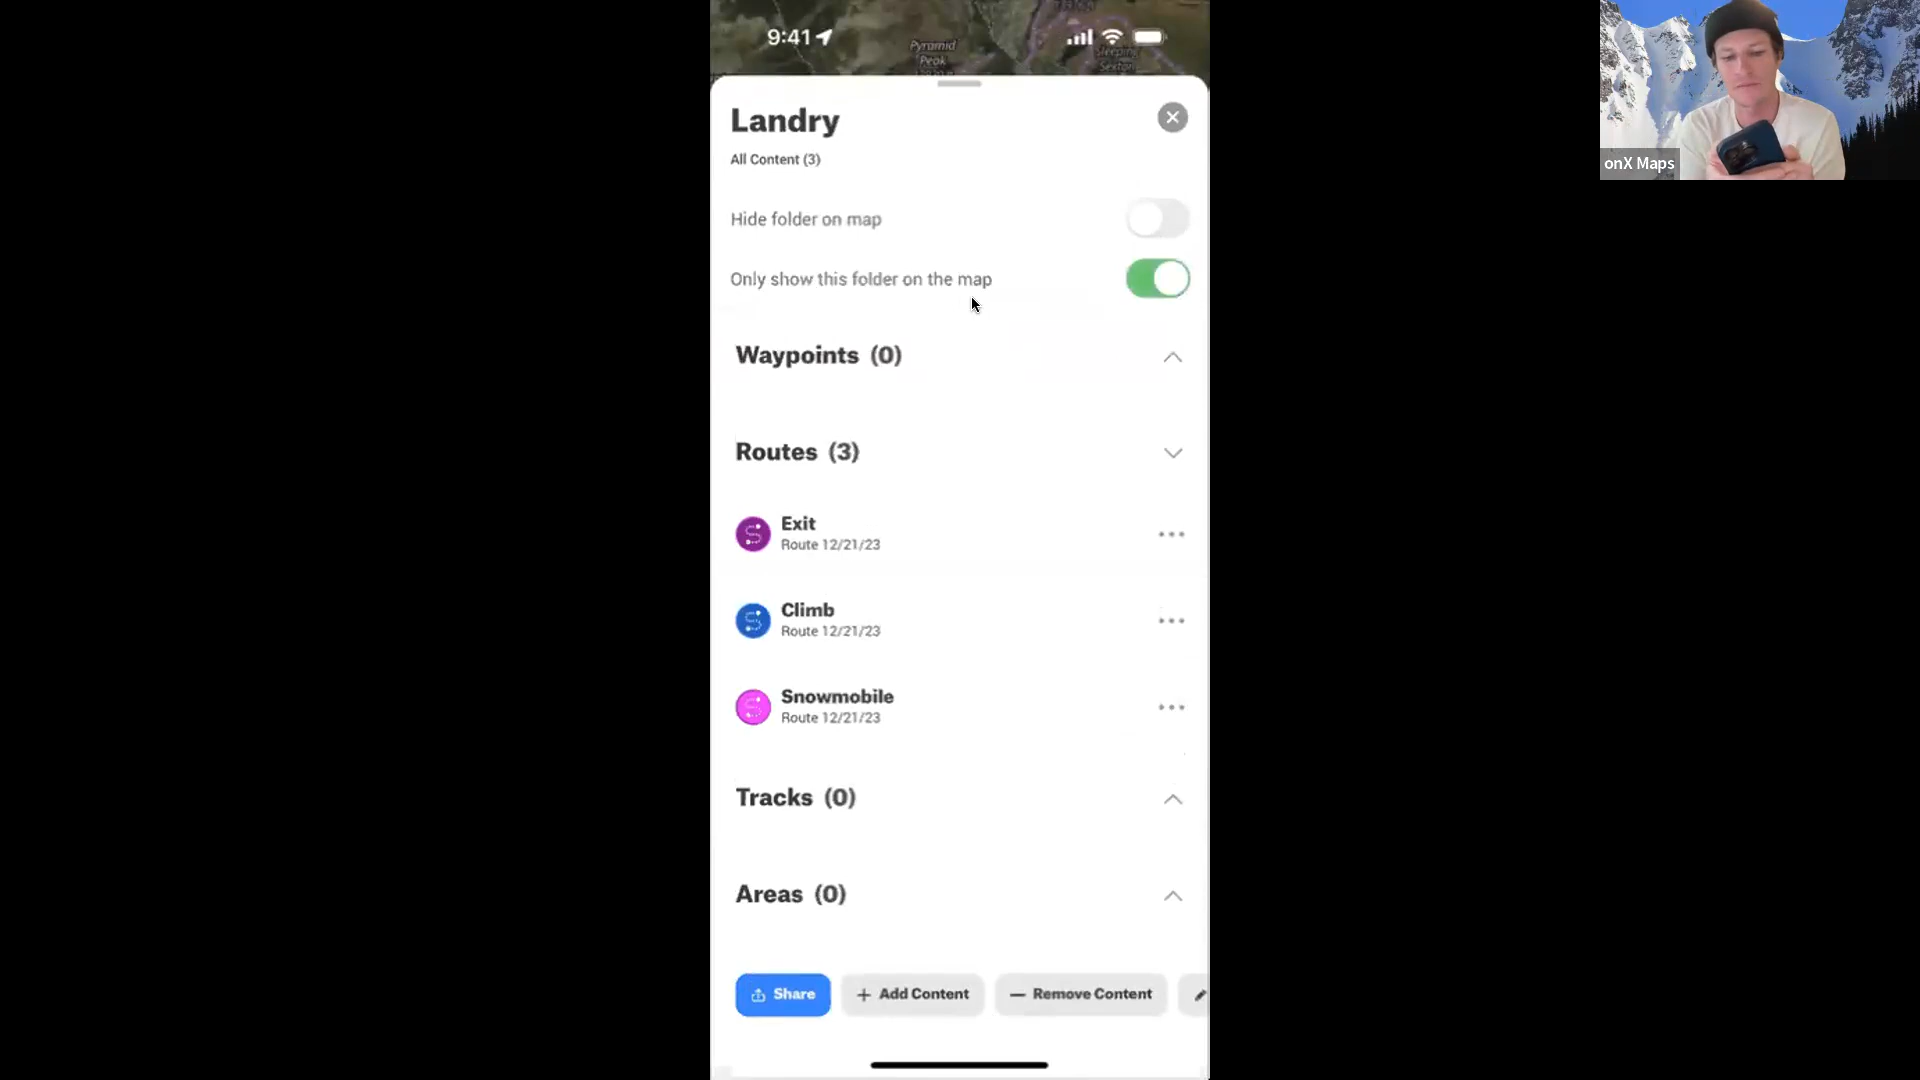 9:41
Pyramid
Peak
Sleeping
Sexton
Landry
All Content (3)
Hide folder on map
Only show this folder on the map
Waypoints (0)
Routes (3)
Exit
Route 12/21/23
Climb
Route 12/21/23
Snowmobile
Route 12/21/23
Tracks (0)
Areas (0)
Share
Add Content
Remove Content
onX Maps